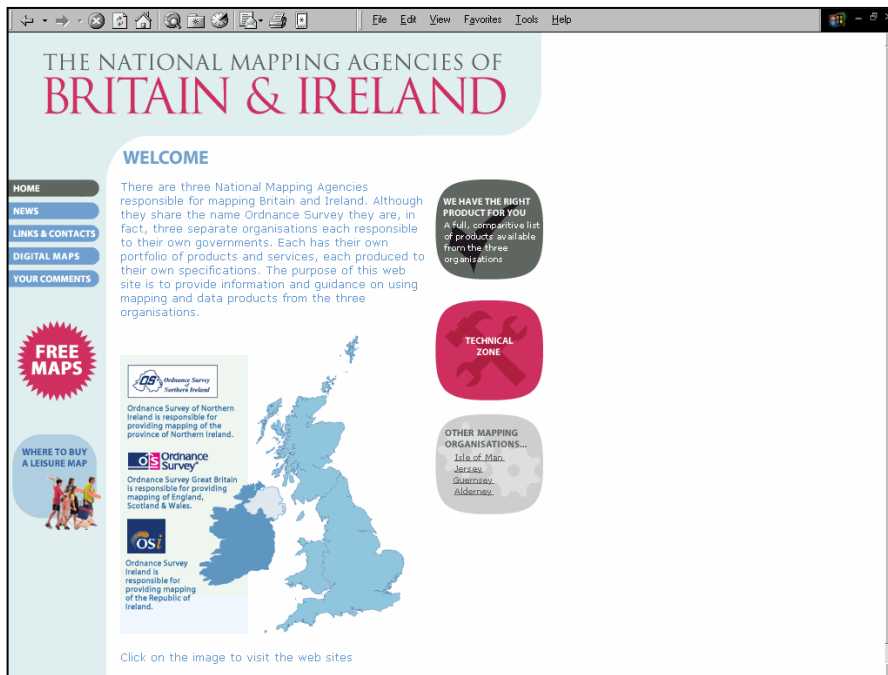 File Edit View Favorites Tools Help
THE NATIONAL MAPPING AGENCIES OF
BRITAIN & IRELAND
WELCOME
HOME
NEWS
LINKS & CONTACTS
DIGITAL MAPS
YOUR COMMENTS
FREE
MAPS
WHERE TO BUY
A LEISURE MAP
There are three National Mapping Agencies
responsible for mapping Britain and Ireland. Although
they share the name Ordnance Survey they are, in
fact, three separate organisations each responsible
to their own governments. Each has their own
portfolio of products and services, each produced to
their own specifications. The purpose of this web
site is to provide information and guidance on using
mapping and data products from the three
organisations.
OS
Ordnance Survey
of
Northern Ireland
Ordnance Survey of Northern
Ireland is responsible for
providing mapping of the
province of Northern Ireland.
OS Ordnance
Survey®
Ordnance Survey Great Britain
is responsible for providing
mapping of England,
Scotland & Wales.
osi
Ordnance Survey
Ireland is
responsible for
providing mapping
of the Republic of
Ireland.
Click on the image to visit the web sites
WE HAVE THE RIGHT
PRODUCT FOR YOU
A full, comparitive list
of products available
from the three
organisations
TECHNICAL
ZONE
OTHER MAPPING
ORGANISATIONS...
Isle of Man
Jersey
Guernsey
Alderney